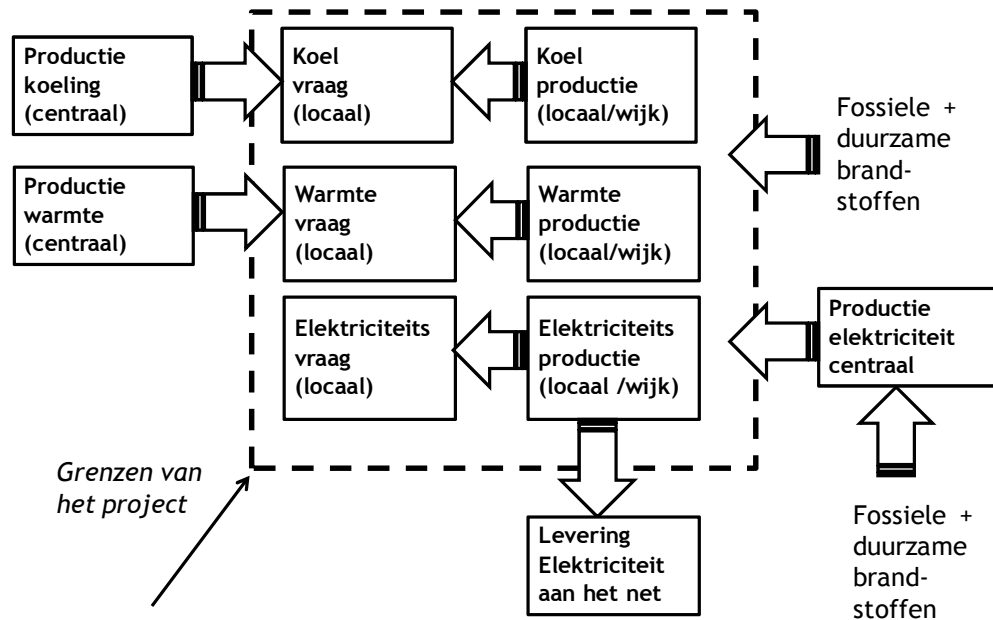 Productie
koeling
(centraal)
Koel
vraag
(locaal)
Koel
productie
(locaal/wijk)
Fossiele +
duurzame
brand-
stoffen
Productie
warmte
(centraal)
Warmte
vraag
(locaal)
Warmte
productie
(locaal/wijk)
Elektriciteits
vraag
(locaal)
Elektriciteits
productie
(locaal /wijk)
Productie
elektriciteit
centraal
Grenzen van
het project
Levering
Elektriciteit
aan het net
Fossiele +
duurzame
brand-
stoffen